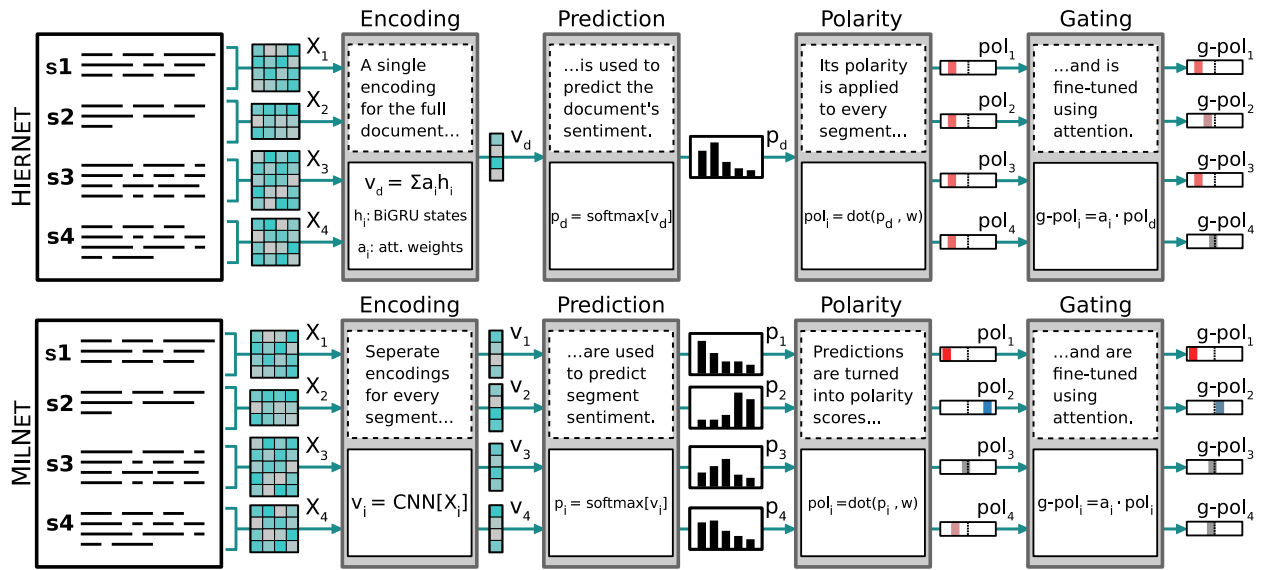 Encoding
Prediction
Polarity
Gating
HIERNET
s1
s2
s3
s4
X1
X2
X3
X4
A single
encoding
for the full
document...
vd = Σaihi
hi: BiGRU states
ai: att. weights
vd
...is used to
predict the
document's
sentiment.
pd = softmax[vd]
pd
Its polarity
is applied
to every
segment...
poli = dot(pd , w)
pol1
pol2
pol3
pol4
...and is
fine-tuned
using
attention.
g-poli = ai · pold
g-pol1
g-pol2
g-pol3
g-pol4
Encoding
Prediction
Polarity
Gating
MILNET
s1
s2
s3
s4
X1
X2
X3
X4
Seperate
encodings
for every
segment...
vi = CNN[Xi]
v1
v2
v3
v4
...are used
to predict
segment
sentiment.
pi = softmax[vi]
p1
p2
p3
p4
Predictions
are turned
into polarity
scores...
poli = dot(pi , w)
pol1
pol2
pol3
pol4
...and are
fine-tuned
using
attention.
g-poli = ai · poli
g-pol1
g-pol2
g-pol3
g-pol4